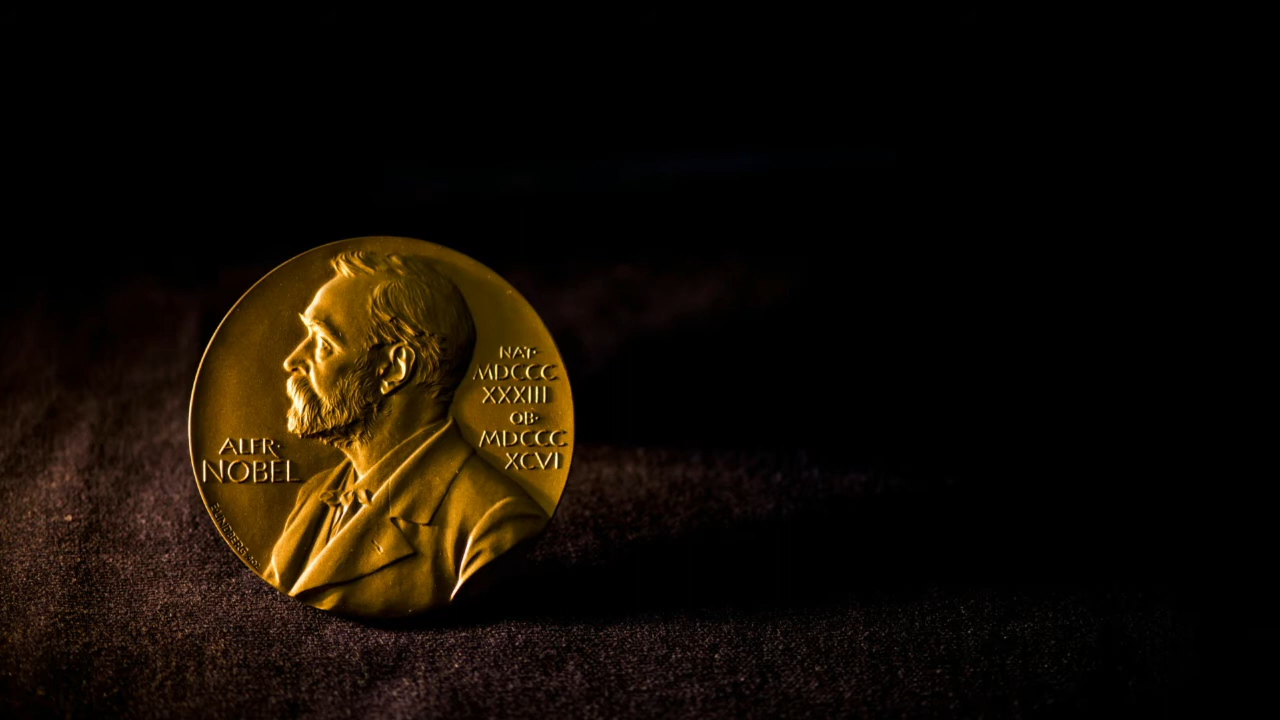 ALFR·
NOBEL
NAT·
MDCCC
XXXIII
OB·
MDCCC
XCVI